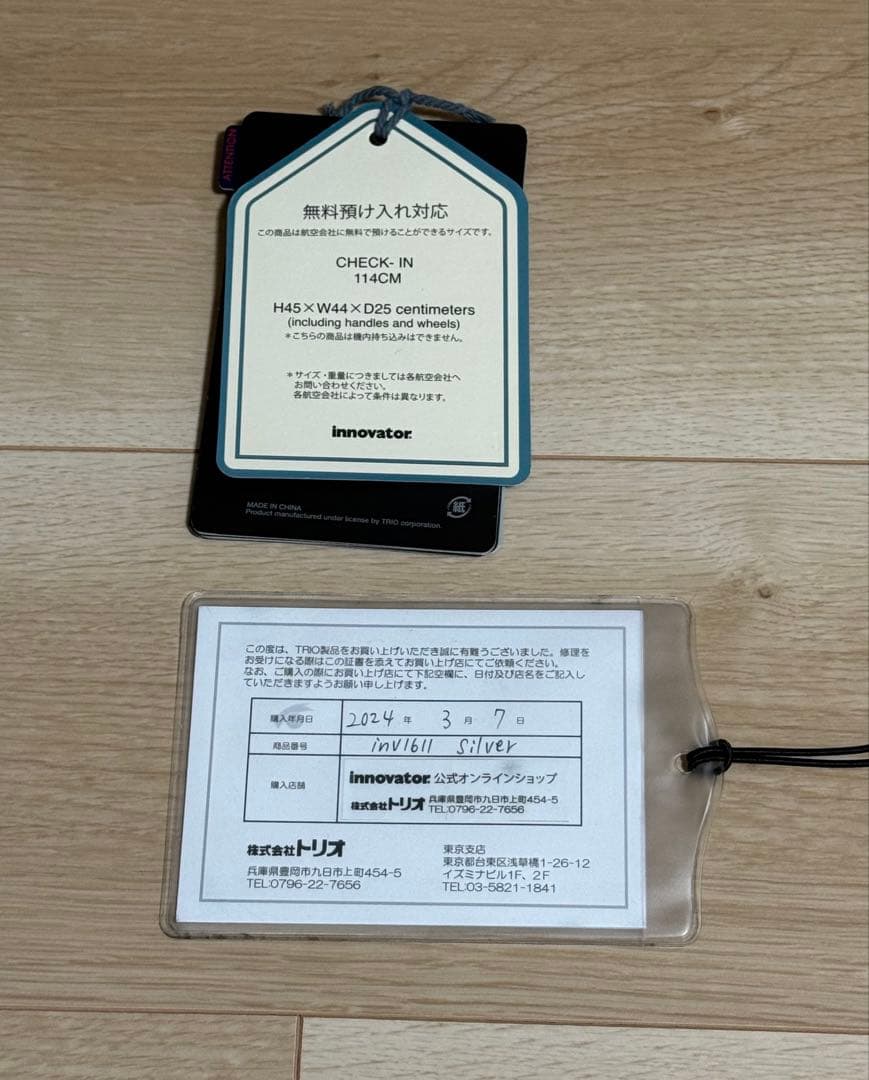 ATTENTION
無料預け入れ対応
この商品は航空会社に無料で預けることができるサイズです。
CHECK- IN
114CM
H45×W44×D25 centimeters
(including handles and wheels)
＊こちらの商品は機内持ち込みはできません。
＊サイズ・重量につきましては各航空会社へ
お問い合わせください。
各航空会社によって条件は異なります。
innovator.
MADE IN CHINA
Product manufactured under license by TRIO corporation.
紙
この度は、TRIO製品をお買い上げいただき誠に有難うございました。修理を
お受けになる際はこの証書を添えてお買い上げ店にてご依頼ください。
なお、ご購入の際にお買い上げ店にて下記空欄に、日付及び店名をご記入し
ていただきますようお願い申し上げます。
購入年月日 2024 年 3 月 7 日
商品番号 inv1611 silver
購入店舗 innovator. 公式オンラインショップ
株式会社トリオ 兵庫県豊岡市九日市上町454-5
TEL:0796-22-7656
株式会社トリオ
兵庫県豊岡市九日市上町454-5
TEL:0796-22-7656
東京支店
東京都台東区浅草橋1-26-12
イズミナビル1F、2F
TEL:03-5821-1841